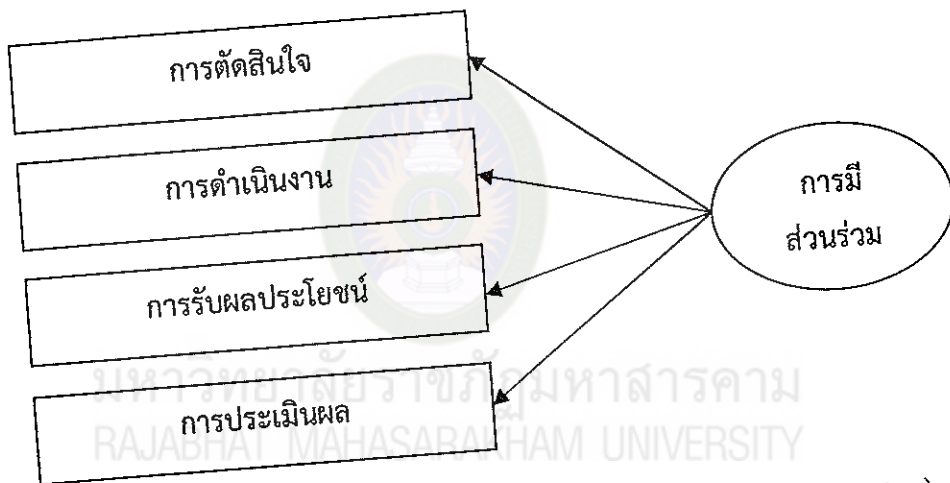 การตัดสินใจ
การดำเนินงาน
การรับผลประโยชน์
การประเมินผล
การมี
ส่วนร่วม
มหาวิทยาลัยราชภัฏมหาสารคาม
RAJABHAT MAHASARAKHAM UNIVERSITY